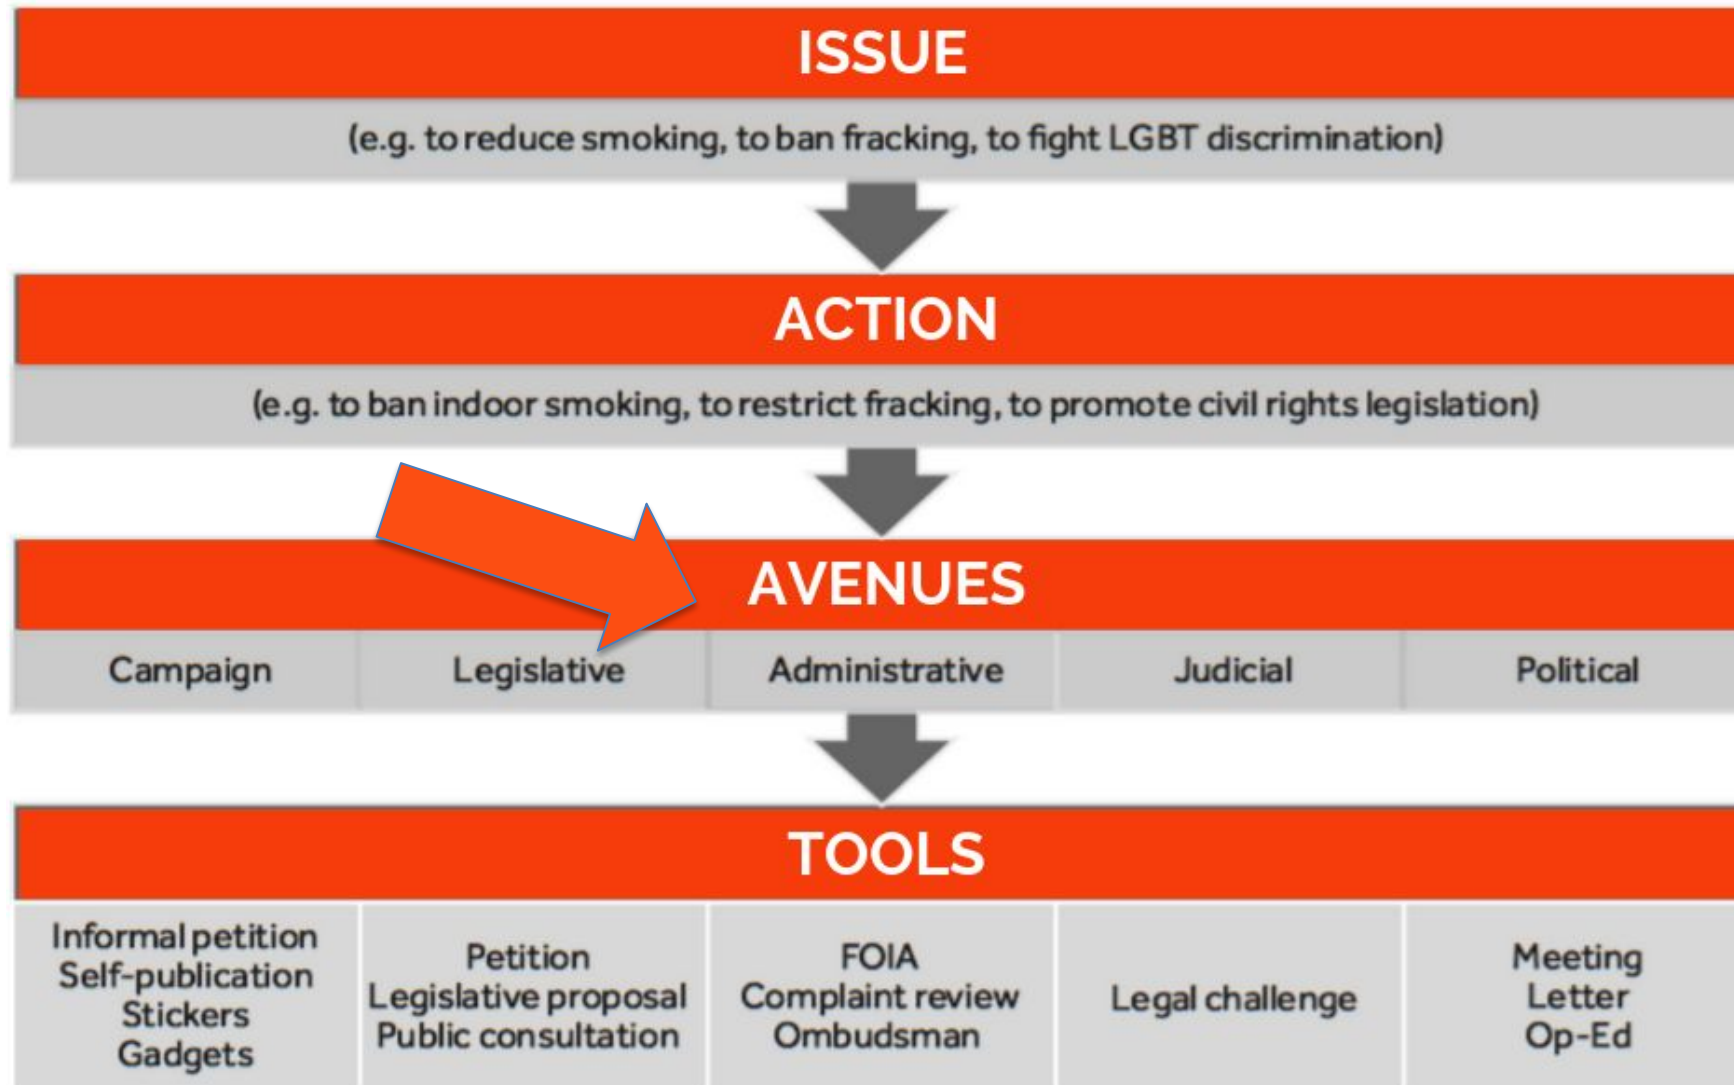 ISSUE
(e.g. to reduce smoking, to ban fracking, to fight LGBT discrimination)
ACTION
(e.g. to ban indoor smoking, to restrict fracking, to promote civil rights legislation)
AVENUES
Campaign
Legislative
Administrative
Judicial
Political
TOOLS
Informal petition
Self-publication
Stickers
Gadgets
Petition
Legislative proposal
Public consultation
FOIA
Complaint review
Ombudsman
Legal challenge
Meeting
Letter
Op-Ed